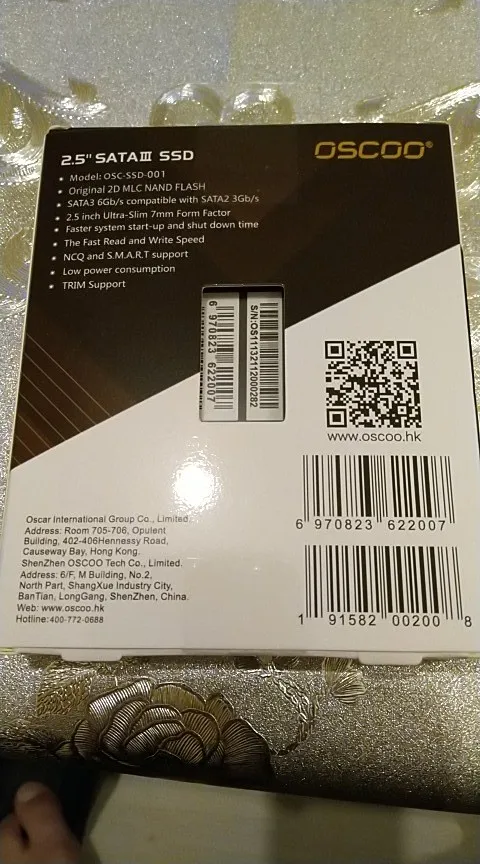 2.5" SATAIII SSD
OSCOO®
Model: OSC-SSD-001
Original 2D MLC NAND FLASH
SATA3 6Gb/s compatible with SATA2 3Gb/s
2.5 inch Ultra-Slim 7mm Form Factor
Faster system start-up and shut down time
The Fast Read and Write Speed
NCQ and S.M.A.R.T support
Low power consumption
TRIM Support
6 970823 622007
S/N:OS11132112000282
www.oscoo.hk
6 970823 622007
1 91582 00200 8
Oscar International Group Co., Limited.
Address: Room 705-706, Opulent
Building, 402-406Hennessy Road,
Causeway Bay, Hong Kong.
ShenZhen OSCOO Tech Co., Limited.
Address: 6/F, M Building, No.2,
North Part, ShangXue Industry City,
BanTian, LongGang, ShenZhen, China.
Web: www.oscoo.hk
Hotline:400-772-0688